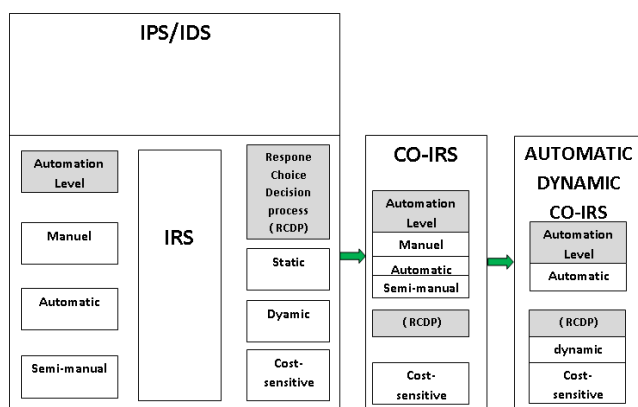 IPS/IDS
Automation
Level
Manuel
Automatic
Semi-manual
IRS
Respone
Choice
Decision
process
(RCDP)
Static
Dyamic
Cost-
sensitive
CO-IRS
Automation
Level
Manuel
Automatic
Semi-manual
(RCDP)
Cost-
sensitive
AUTOMATIC
DYNAMIC
CO-IRS
Automation
Level
Automatic
(RCDP)
dynamic
Cost-
sensitive